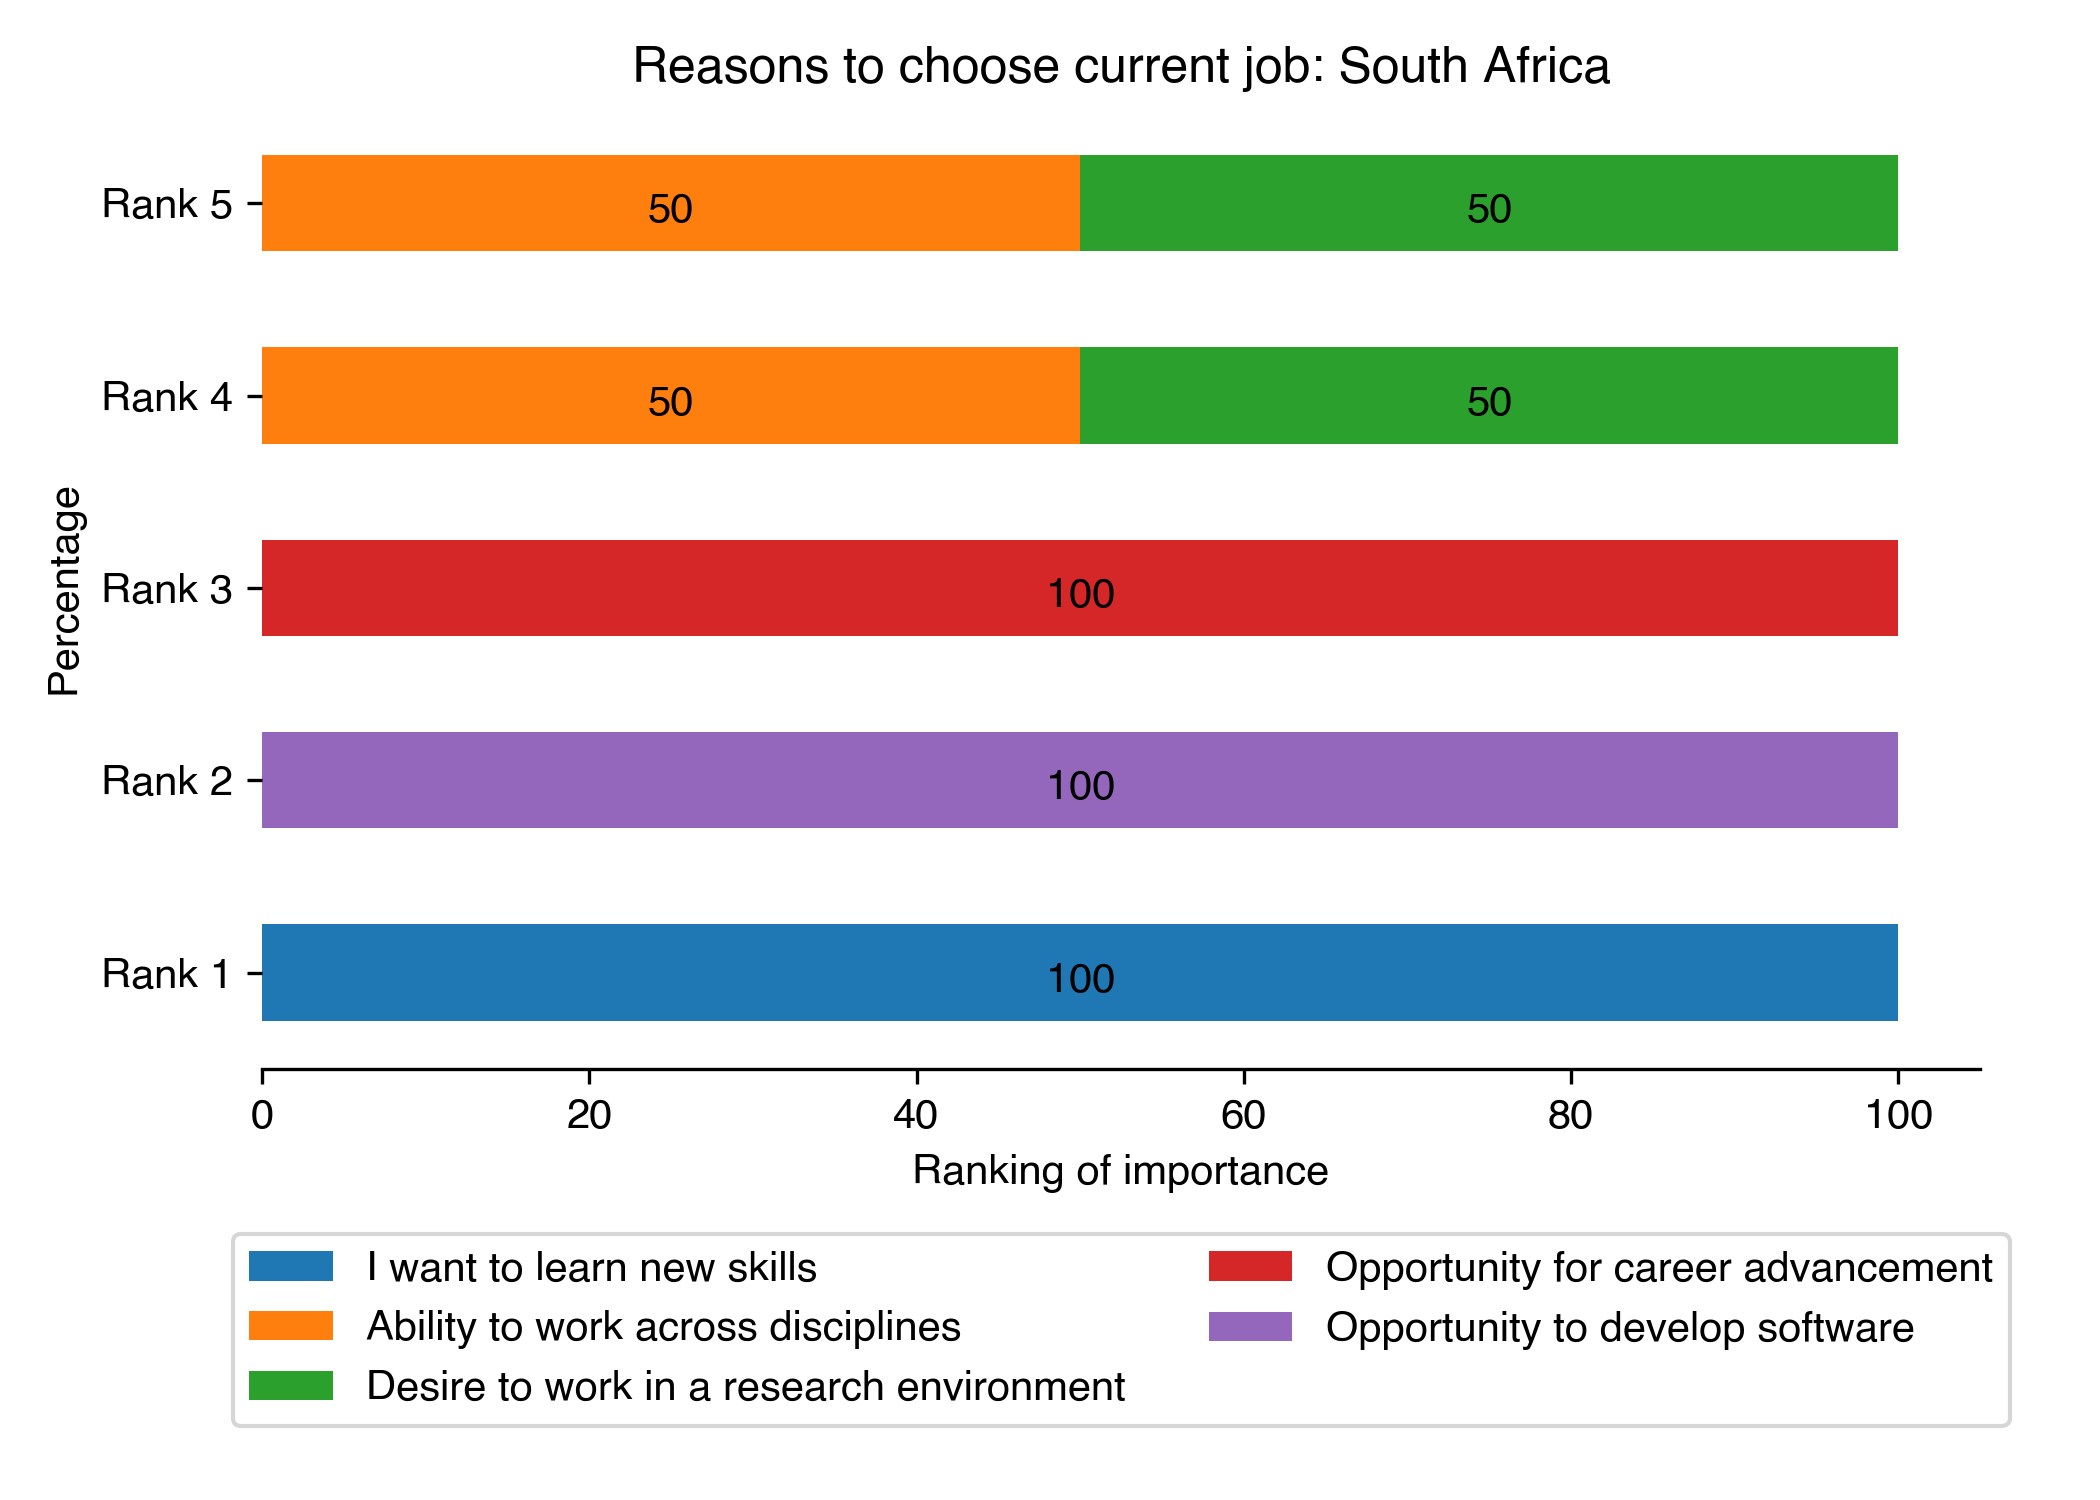 Reasons to choose current job: South Africa
Rank 5
50
50
Rank 4
50
50
Percentage
Rank 3
100
Rank 2
100
Rank 1
100
0 20 40 60 80 100
Ranking of importance
I want to learn new skills
Ability to work across disciplines
Desire to work in a research environment
Opportunity for career advancement
Opportunity to develop software